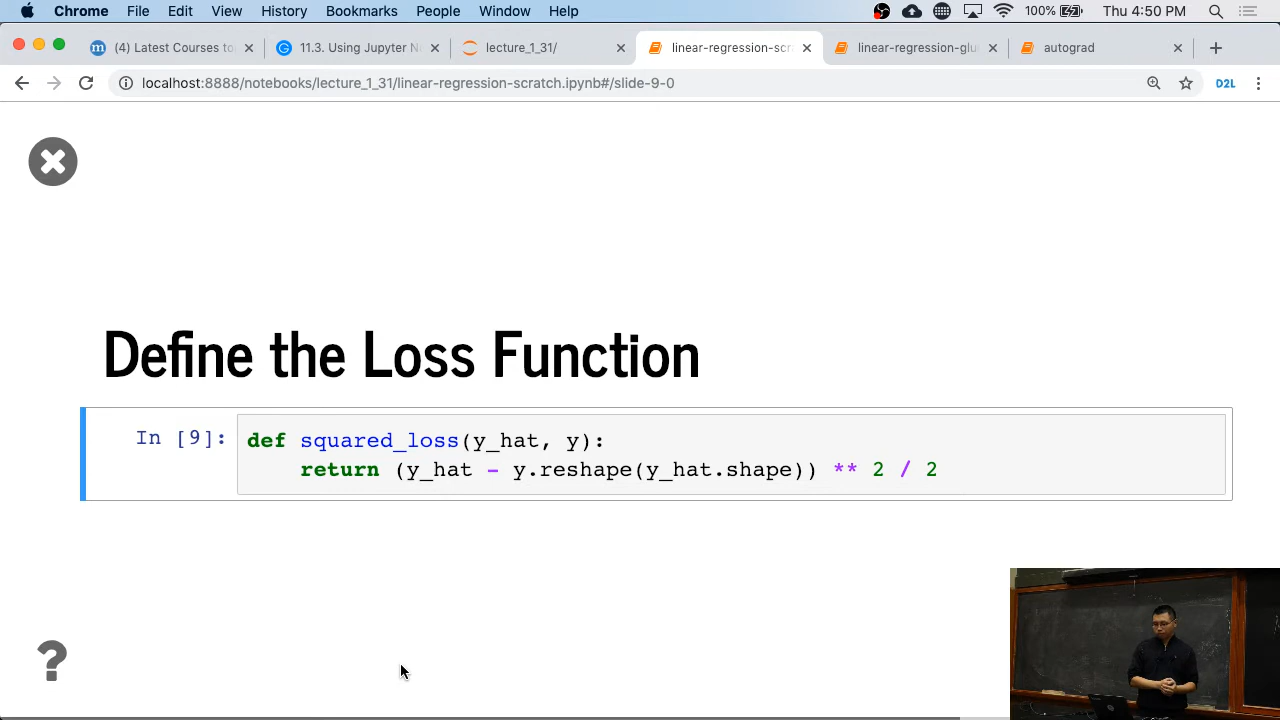 Chrome File Edit View History Bookmarks People Window Help 100% Thu 4:50 PM
(4) Latest Courses to 11.3. Using Jupyter N lecture_1_31/ linear-regression-scr linear-regression-glu autograd
localhost:8888/notebooks/lecture_1_31/linear-regression-scratch.ipynb#/slide-9-0 D2L
Define the Loss Function
In [9]: def squared_loss(y_hat, y):
return (y_hat - y.reshape(y_hat.shape)) ** 2 / 2